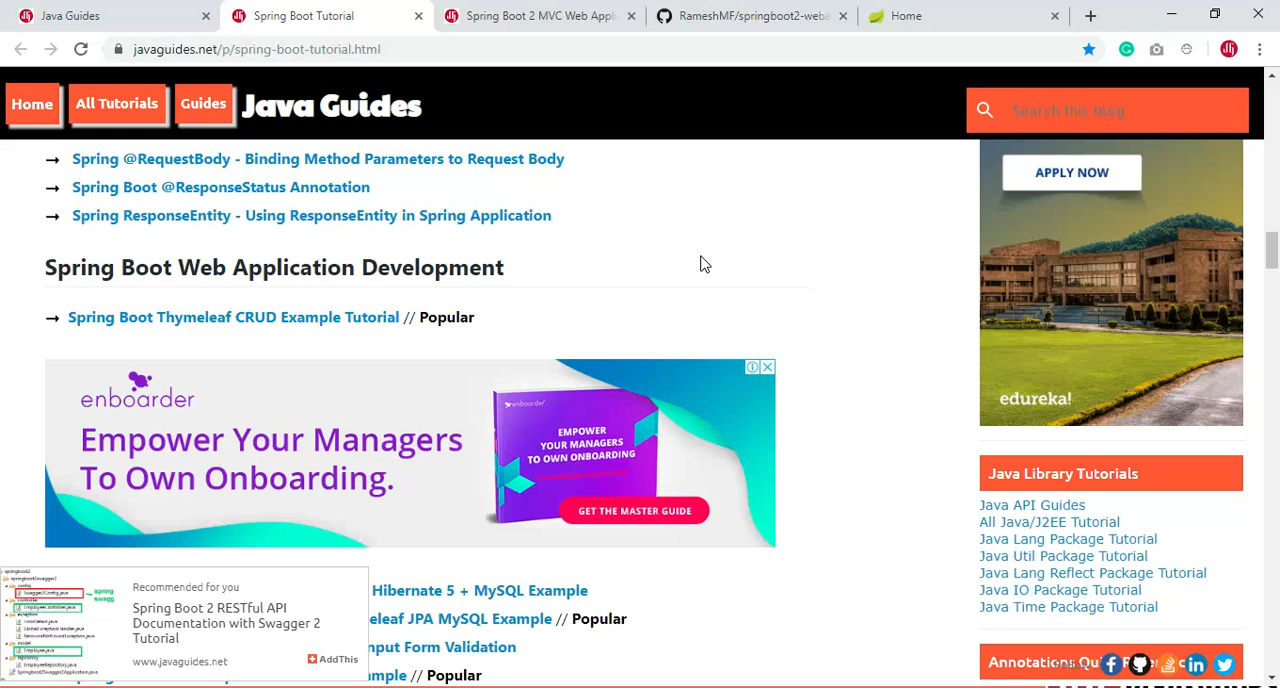 Java Guides
Spring Boot Tutorial
Spring Boot 2 MVC Web Appli
RameshMF/springboot2-weba
Home
javaguides.net/p/spring-boot-tutorial.html
Home
All Tutorials
Guides
Java Guides
Search this blog
→ Spring @RequestBody - Binding Method Parameters to Request Body
→ Spring Boot @ResponseStatus Annotation
→ Spring ResponseEntity - Using ResponseEntity in Spring Application
Spring Boot Web Application Development
→ Spring Boot Thymeleaf CRUD Example Tutorial // Popular
enboarder
Empower Your Managers
To Own Onboarding.
enboarder
EMPOWER
YOUR MANAGERS
TO OWN ONBOARDING
GET THE MASTER GUIDE
Hibernate 5 + MySQL Example
eleaf JPA MySQL Example // Popular
nput Form Validation
ample // Popular
Recommended for you
Spring Boot 2 RESTful API
Documentation with Swagger 2
Tutorial
www.javaguides.net
AddThis
APPLY NOW
edureka!
Java Library Tutorials
Java API Guides
All Java/J2EE Tutorial
Java Lang Package Tutorial
Java Util Package Tutorial
Java Lang Reflect Package Tutorial
Java IO Package Tutorial
Java Time Package Tutorial